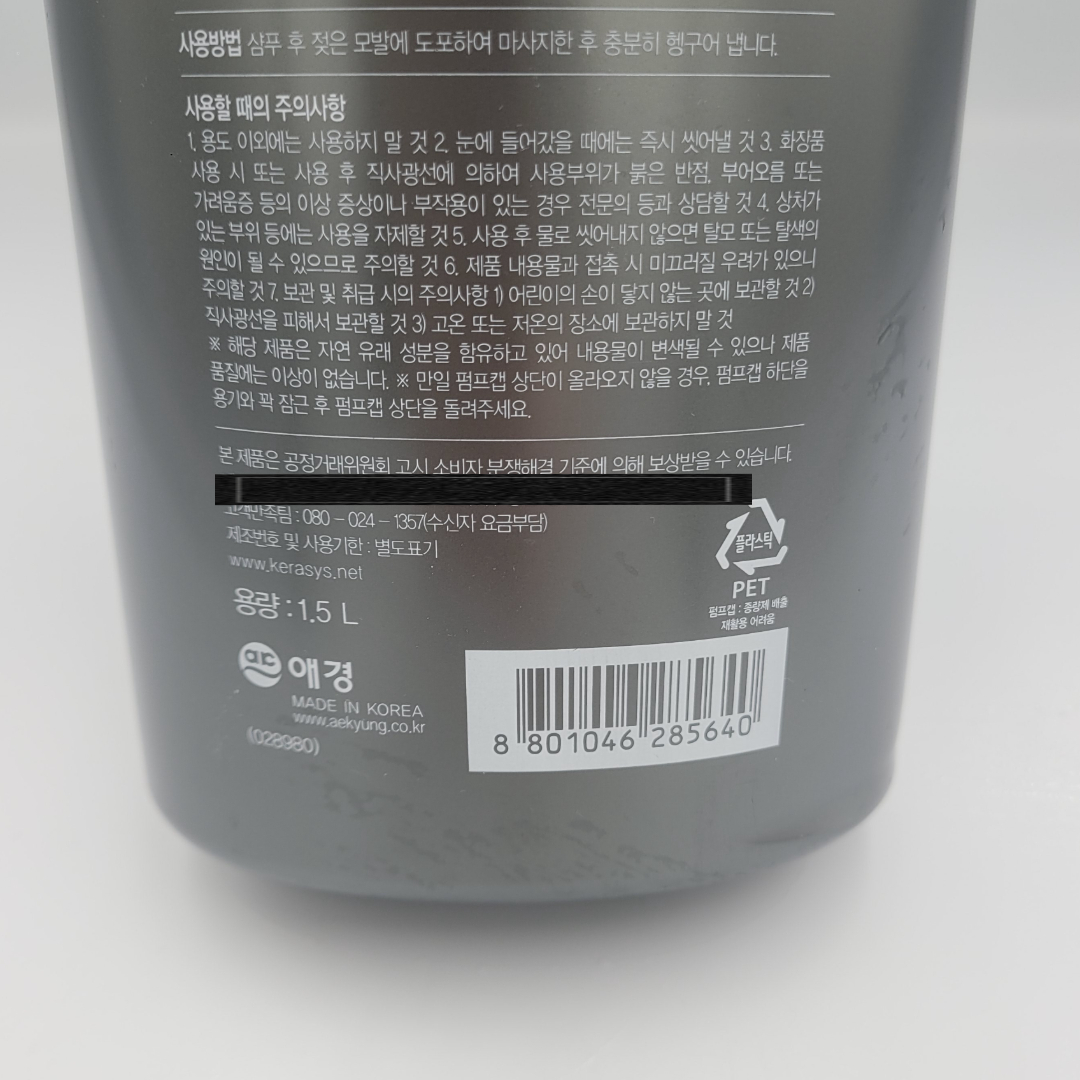 사용방법 샴푸 후 젖은 모발에 도포하여 마사지한 후 충분히 헹구어 냅니다.
사용할 때의 주의사항
1. 용도 이외에는 사용하지 말 것 2. 눈에 들어갔을 때에는 즉시 씻어낼 것 3. 화장품
사용 시 또는 사용 후 직사광선에 의하여 사용부위가 붉은 반점, 부어오름 또는
가려움증 등의 이상 증상이나 부작용이 있는 경우 전문의 등과 상담할 것 4. 상처가
있는 부위 등에는 사용을 자제할 것 5. 사용 후 물로 씻어내지 않으면 탈모 또는 탈색의
원인이 될 수 있으므로 주의할 것 6. 제품 내용물과 접촉 시 미끄러질 우려가 있으니
주의할 것 7. 보관 및 취급 시의 주의사항 1) 어린이의 손이 닿지 않는 곳에 보관할 것 2)
직사광선을 피해서 보관할 것 3) 고온 또는 저온의 장소에 보관하지 말 것
※ 해당 제품은 자연 유래 성분을 함유하고 있어 내용물이 변색될 수 있으나 제품
품질에는 이상이 없습니다. ※ 만일 펌프캡 상단이 올라오지 않을 경우, 펌프캡 하단을
용기와 꽉 잠근 후 펌프캡 상단을 돌려주세요.
본 제품은 공정거래위원회 고시 소비자 분쟁해결 기준에 의해 보상받을 수 있습니다.
고객만족팀 : 080 - 024 - 1357(수신자 요금부담)
제조번호 및 사용기한 : 별도표기
www.kerasys.net
용량 : 1.5 L
플라스틱
PET
펌프캡 : 종량제 배출
재활용 어려움
애경
MADE IN KOREA
www.aekyung.co.kr
(028980)
8 801046 285640